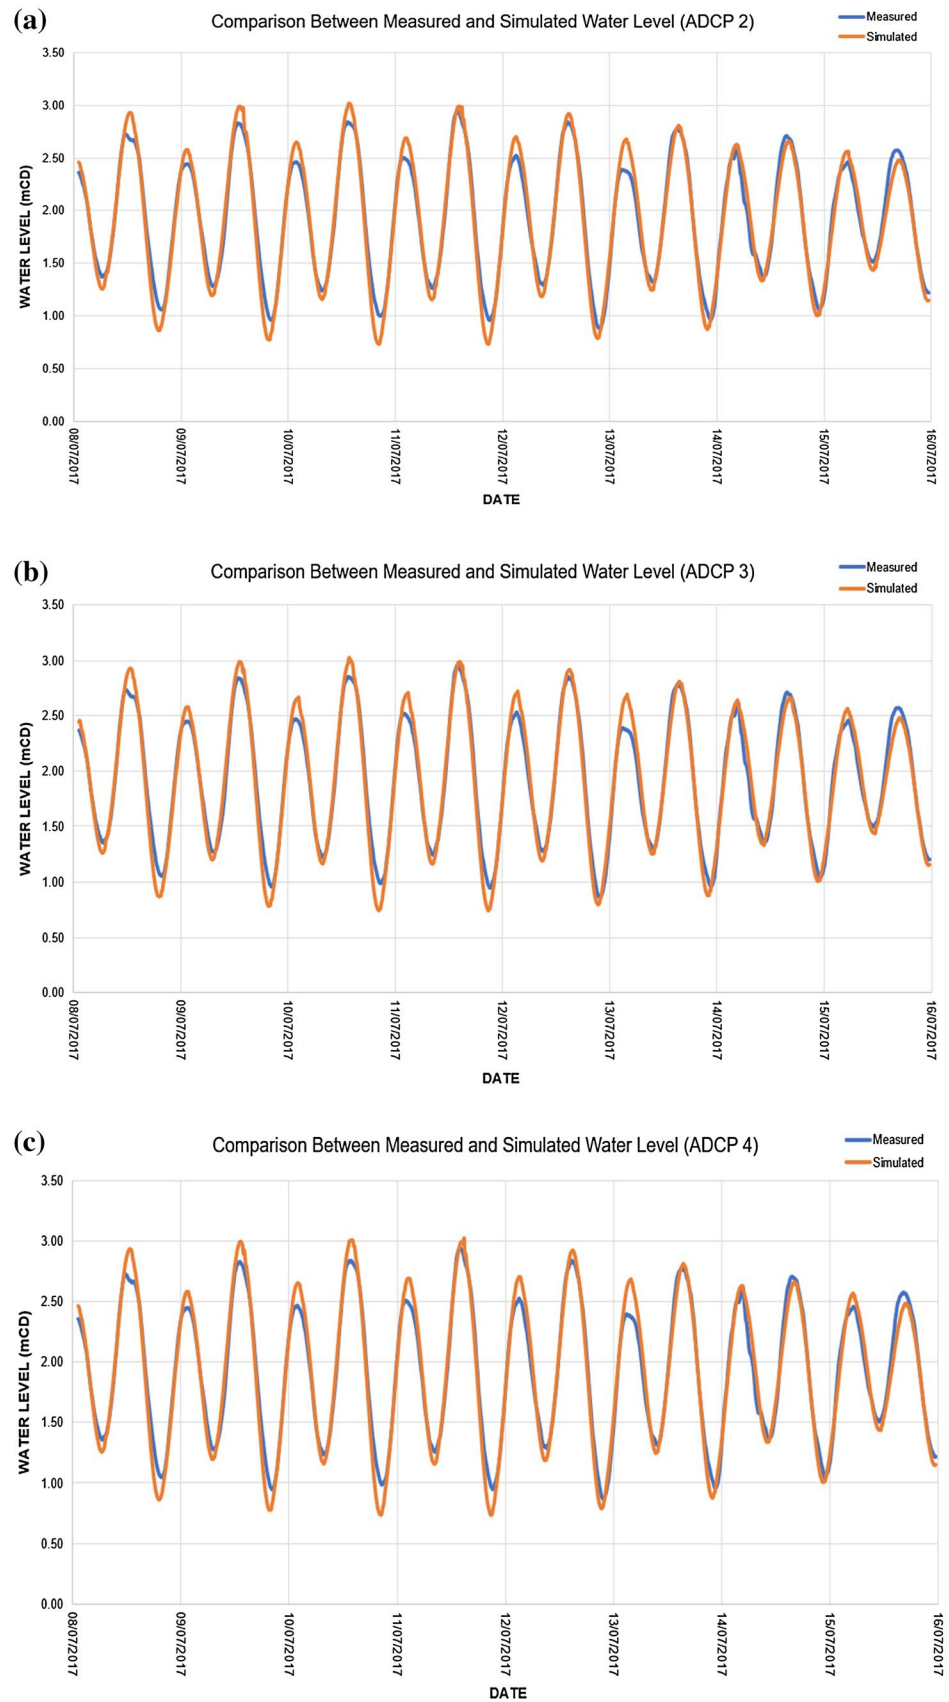 (a)
Comparison Between Measured and Simulated Water Level (ADCP 2)
Measured
Simulated
WATER LEVEL (mCD)
3.50
3.00
2.50
2.00
1.50
1.00
0.50
0.00
08/07/2017
09/07/2017
10/07/2017
11/07/2017
12/07/2017
13/07/2017
14/07/2017
15/07/2017
16/07/2017
DATE
(b)
Comparison Between Measured and Simulated Water Level (ADCP 3)
Measured
Simulated
WATER LEVEL (mCD)
3.50
3.00
2.50
2.00
1.50
1.00
0.50
0.00
08/07/2017
09/07/2017
10/07/2017
11/07/2017
12/07/2017
13/07/2017
14/07/2017
15/07/2017
16/07/2017
DATE
(c)
Comparison Between Measured and Simulated Water Level (ADCP 4)
Measured
Simulated
WATER LEVEL (mCD)
3.50
3.00
2.50
2.00
1.50
1.00
0.50
0.00
08/07/2017
09/07/2017
10/07/2017
11/07/2017
12/07/2017
13/07/2017
14/07/2017
15/07/2017
16/07/2017
DATE